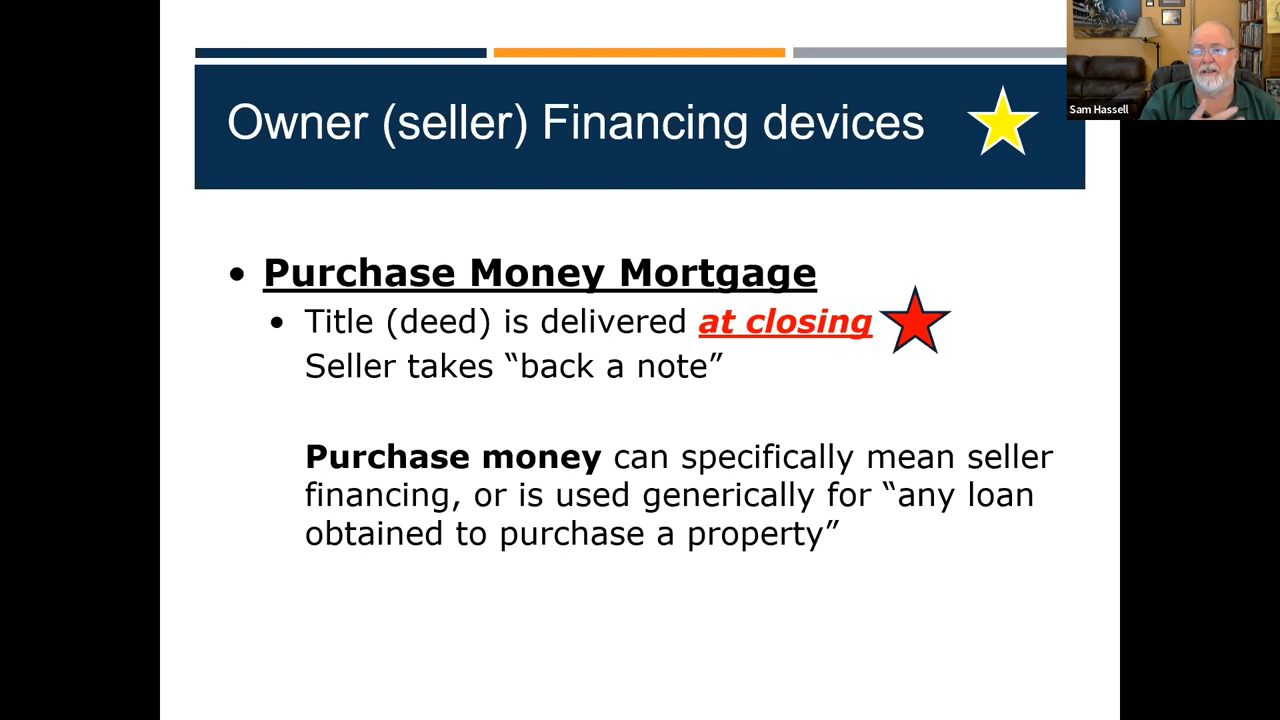 Owner (seller) Financing devices
Sam Hassell
• Purchase Money Mortgage
• Title (deed) is delivered at closing
Seller takes “back a note”
Purchase money can specifically mean seller
financing, or is used generically for “any loan
obtained to purchase a property”